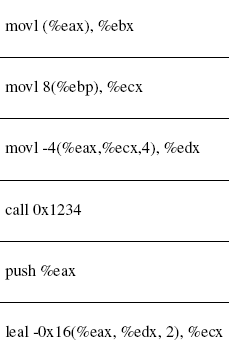 movl (%eax), %ebx
movl 8(%ebp), %ecx
movl -4(%eax,%ecx,4), %edx
call 0x1234
push %eax
leal -0x16(%eax, %edx, 2), %ecx